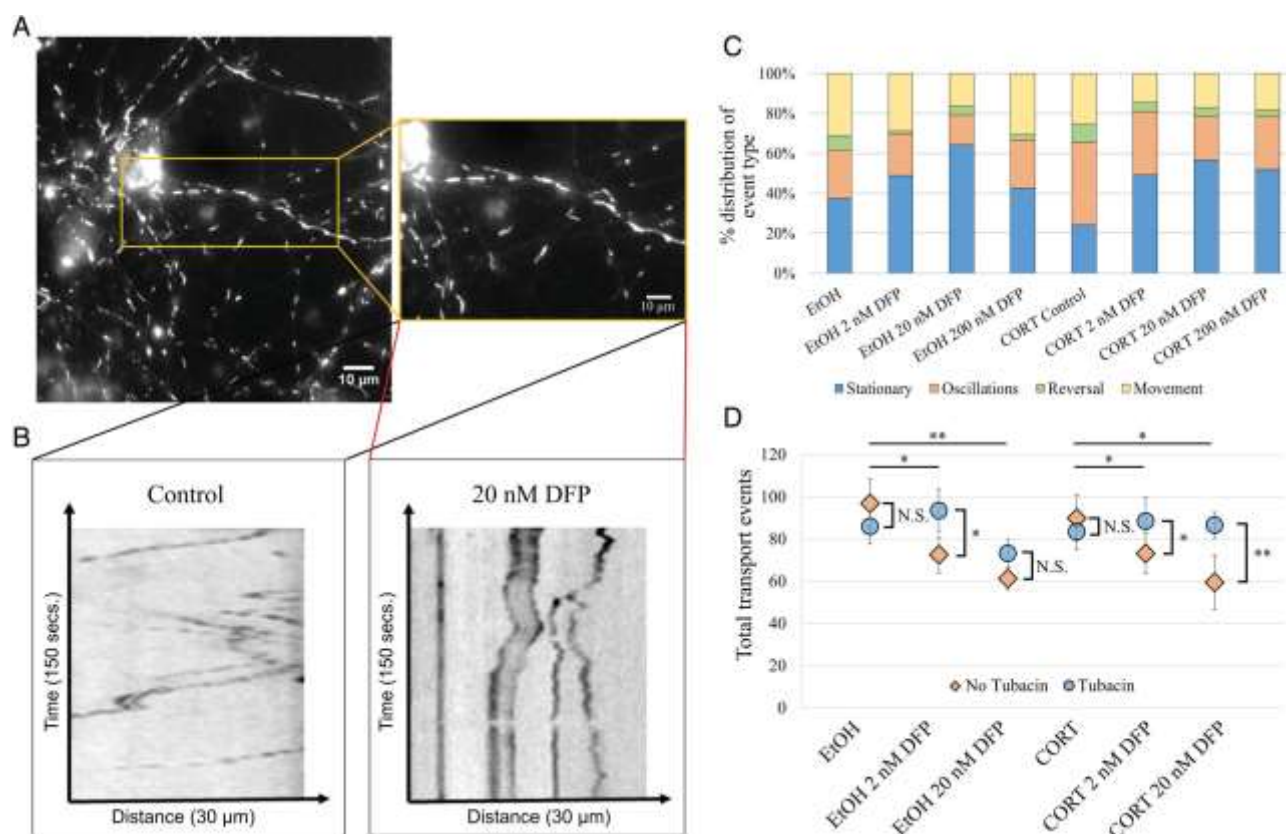 A
10 μm
10 μm
B
Control
Time (150 secs.)
Distance (30 μm)
20 nM DFP
Time (150 secs.)
Distance (30 μm)
C
% distribution of
event type
100%
80%
60%
40%
20%
0%
EtOH
EtOH 2 nM DFP
EtOH 20 nM DFP
EtOH 200 nM DFP
CORT Control
CORT 2 nM DFP
CORT 20 nM DFP
CORT 200 nM DFP
Stationary Oscillations Reversal Movement
D
Total transport events
120
100
80
60
40
20
0
** *
* *
N.S. * N.S. N.S. * **
No Tubacin Tubacin
EtOH
EtOH 2 nM DFP
EtOH 20 nM DFP
CORT
CORT 2 nM DFP
CORT 20 nM DFP